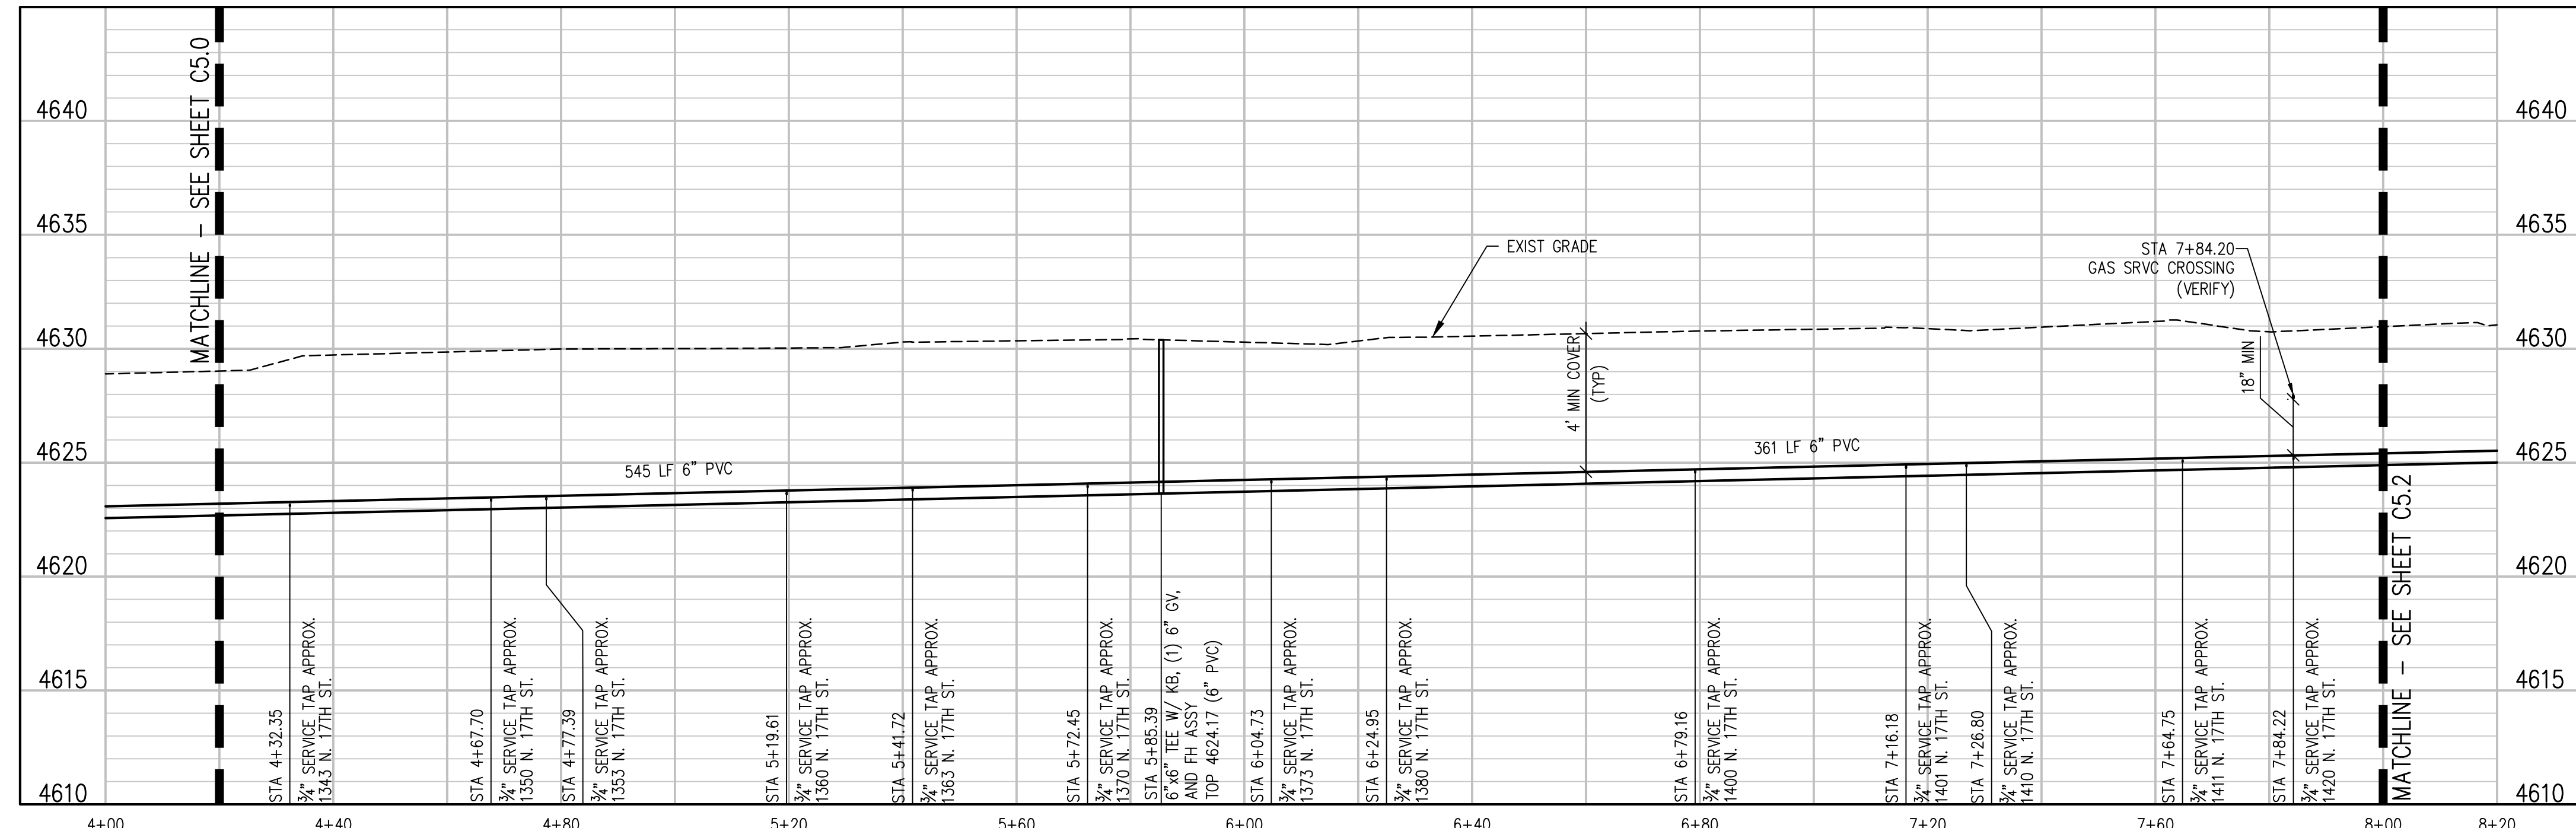 MATCHLINE - SEE SHEET C5.0
4640
4635
4630
4625
4620
4615
4610
4640
4635
4630
4625
4620
4615
4610
EXIST GRADE
STA 7+84.20
GAS SRVC CROSSING
(VERIFY)
18" MIN
4' MIN COVER
(TYP)
545 LF 6" PVC
361 LF 6" PVC
STA 4+32.35
¾" SERVICE TAP APPROX.
1343 N. 17TH ST.
STA 4+67.70
¾" SERVICE TAP APPROX.
1350 N. 17TH ST.
STA 4+77.39
¾" SERVICE TAP APPROX.
1353 N. 17TH ST.
STA 5+19.61
¾" SERVICE TAP APPROX.
1360 N. 17TH ST.
STA 5+41.72
¾" SERVICE TAP APPROX.
1363 N. 17TH ST.
STA 5+72.45
¾" SERVICE TAP APPROX.
1370 N. 17TH ST.
STA 5+85.39
6"x6" TEE W/ KB, (1) 6" GV,
AND FH ASSY
TOP 4624.17 (6" PVC)
STA 6+04.73
¾" SERVICE TAP APPROX.
1373 N. 17TH ST.
STA 6+24.95
¾" SERVICE TAP APPROX.
1380 N. 17TH ST.
STA 6+79.16
¾" SERVICE TAP APPROX.
1400 N. 17TH ST.
STA 7+16.18
¾" SERVICE TAP APPROX.
1401 N. 17TH ST.
STA 7+26.80
¾" SERVICE TAP APPROX.
1410 N. 17TH ST.
STA 7+64.75
¾" SERVICE TAP APPROX.
1411 N. 17TH ST.
STA 7+84.22
¾" SERVICE TAP APPROX.
1420 N. 17TH ST.
MATCHLINE - SEE SHEET C5.2
4+00 4+40 4+80 5+20 5+60 6+00 6+40 6+80 7+20 7+60 8+00 8+20